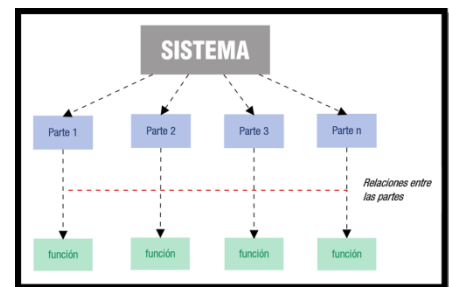 SISTEMA
Parte 1
Parte 2
Parte 3
Parte n
Relaciones entre
las partes
función
función
función
función